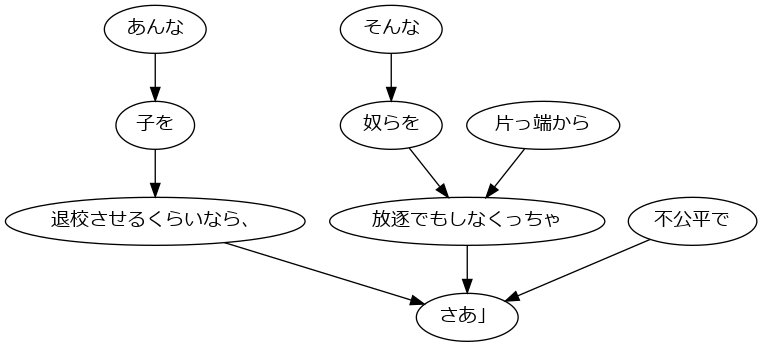 あんな
そんな
子を
奴らを
片っ端から
退校させるくらいなら、
放逐でもしなくっちゃ
不公平で
さあ」